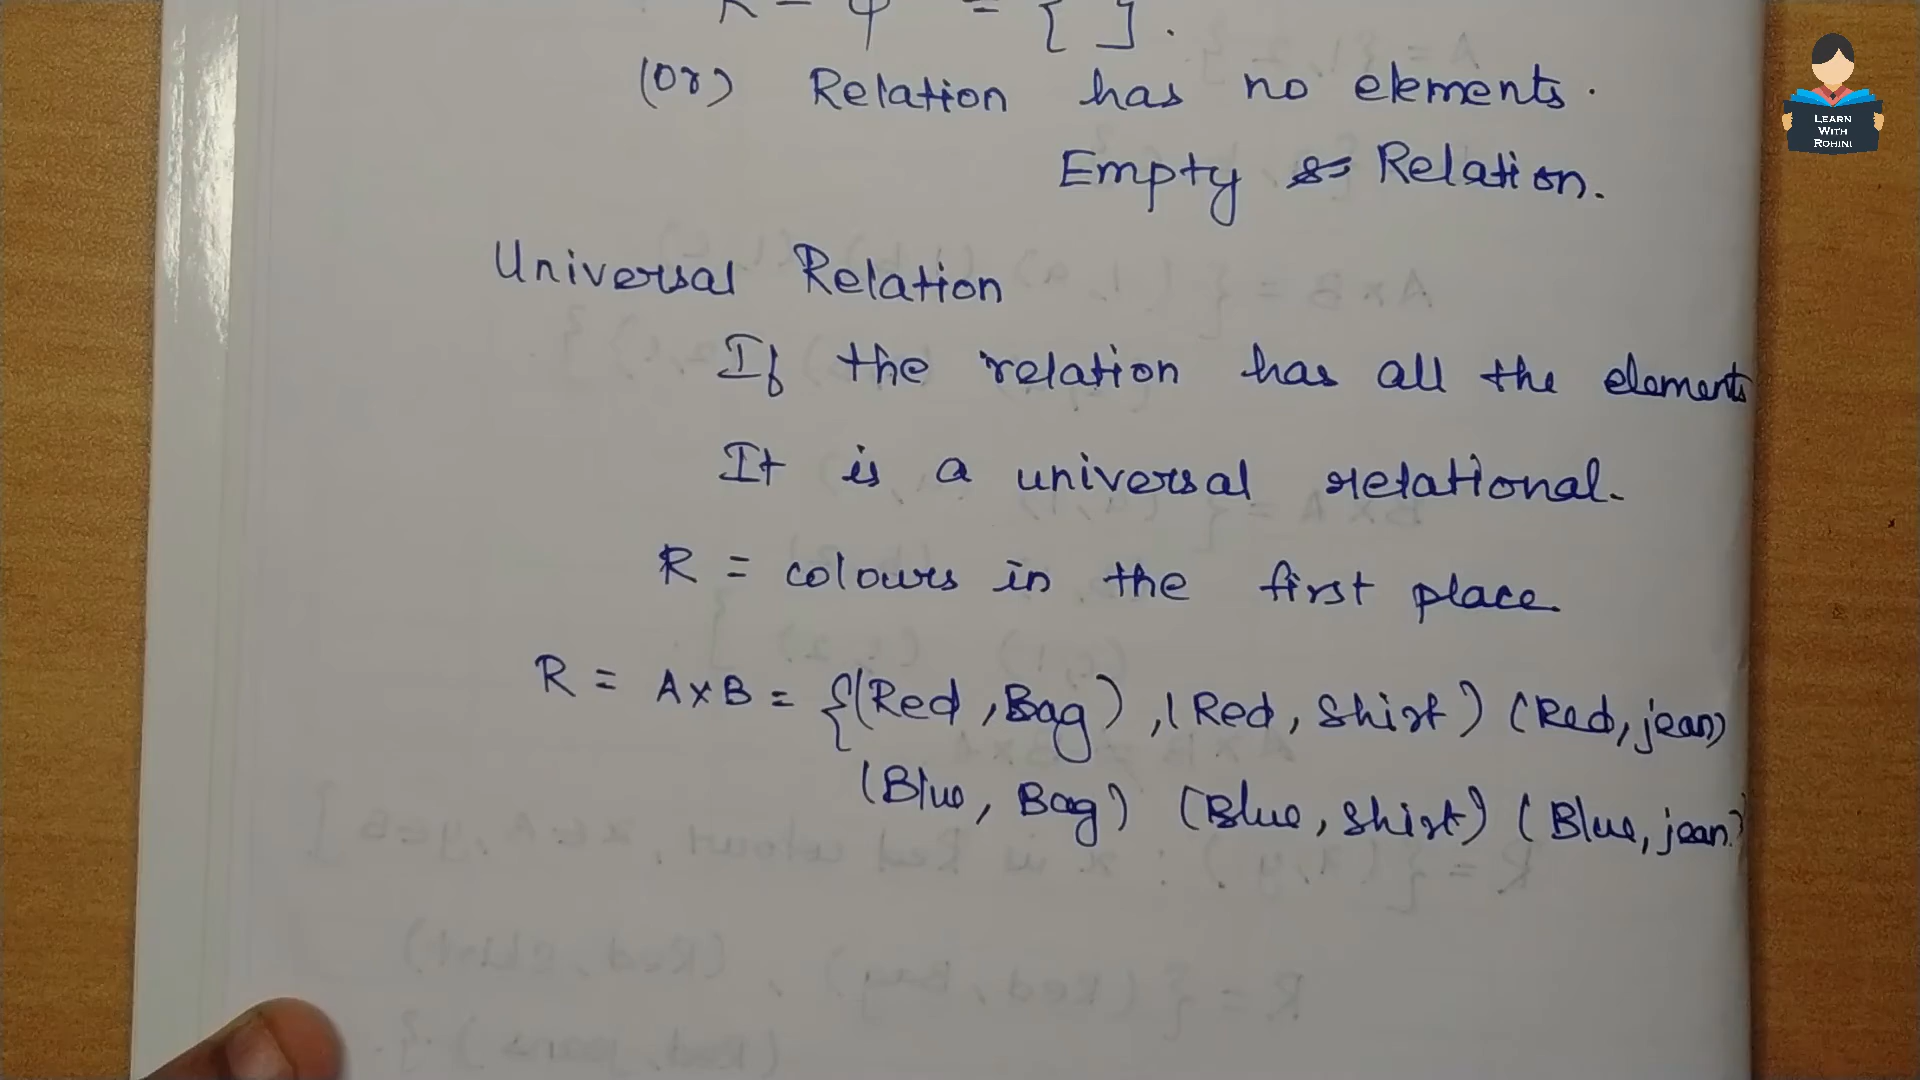 R = φ = { }.
(Or) Relation has no elements.
Empty Relation.
Universal Relation
If the relation has all the elements
It is a universal relational.
R = colours in the first place
R = A×B = {(Red, Bag), (Red, Shirt) (Red, jean)
(Blue, Bag) (Blue, Shirt) (Blue, jean)
LEARN
WITH
ROHINI